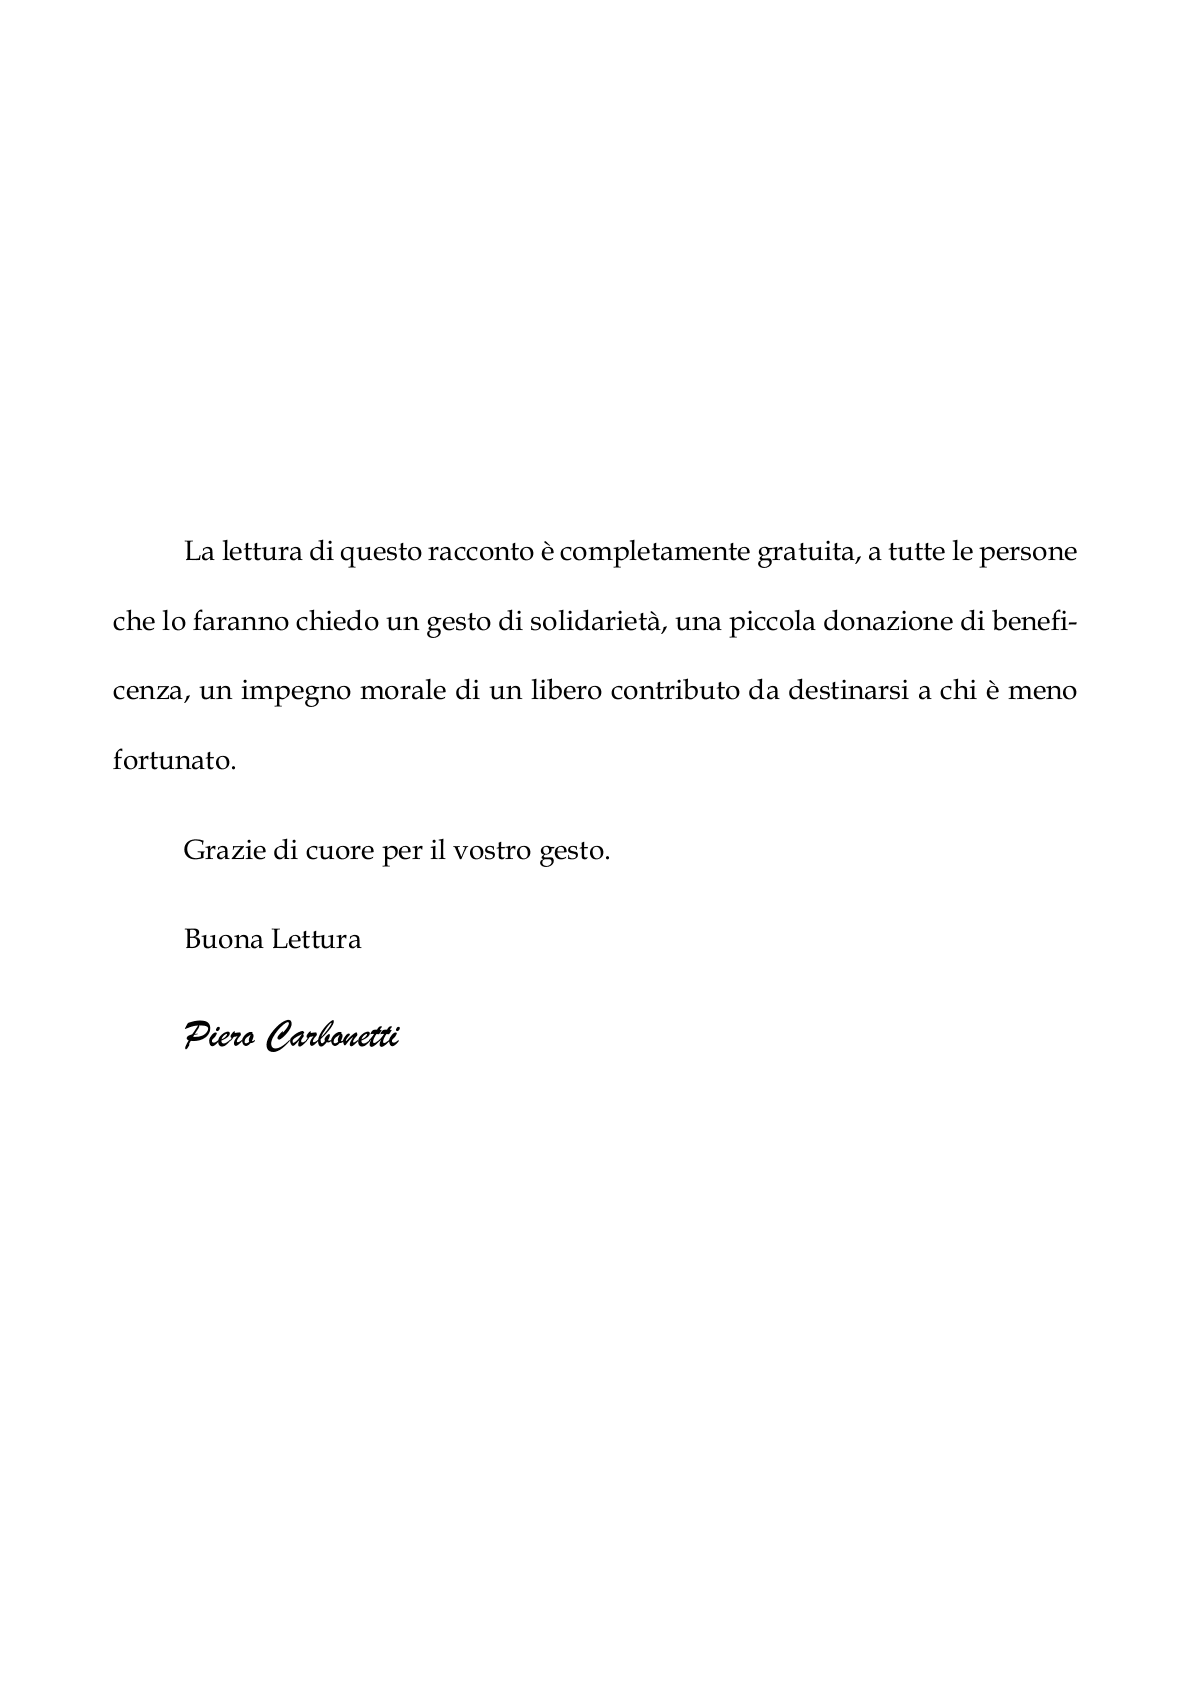 La lettura di questo racconto è completamente gratuita, a tutte le persone
che lo faranno chiedo un gesto di solidarietà, una piccola donazione di benefi-
cenza, un impegno morale di un libero contributo da destinarsi a chi è meno
fortunato.
Grazie di cuore per il vostro gesto.
Buona Lettura
Piero Carbonetti